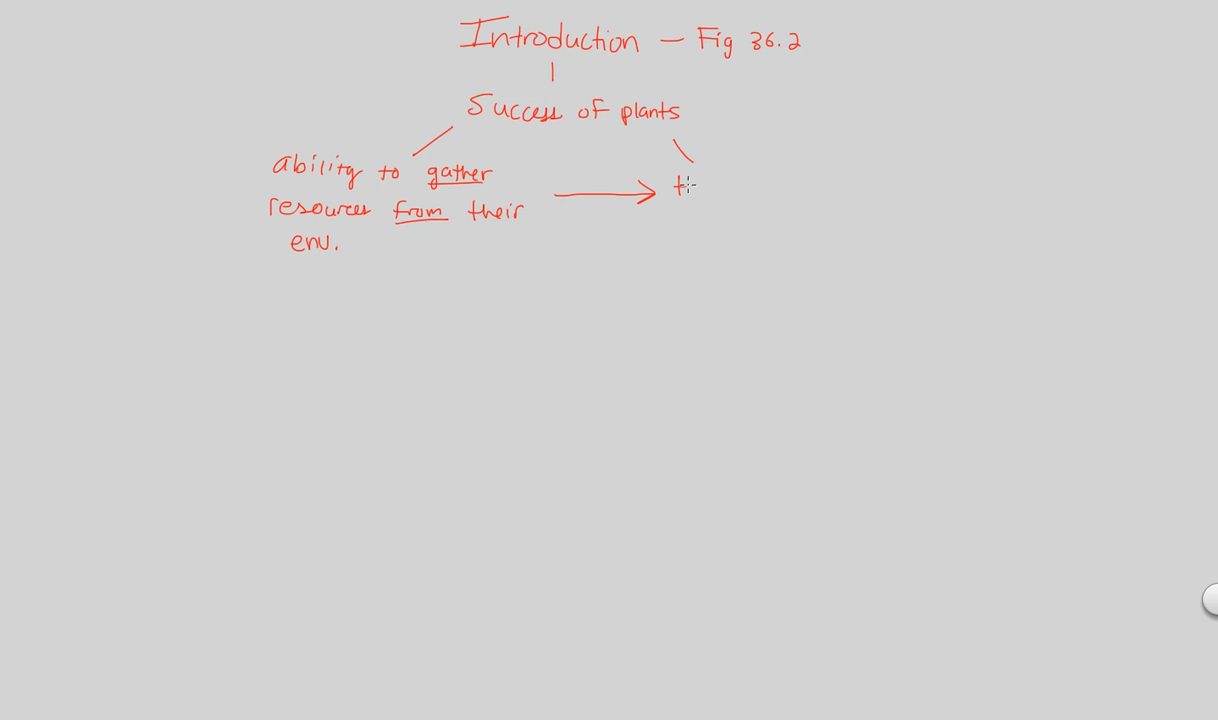 Introduction – Fig 36.2
Success of plants
ability to gather
resources from their
env.